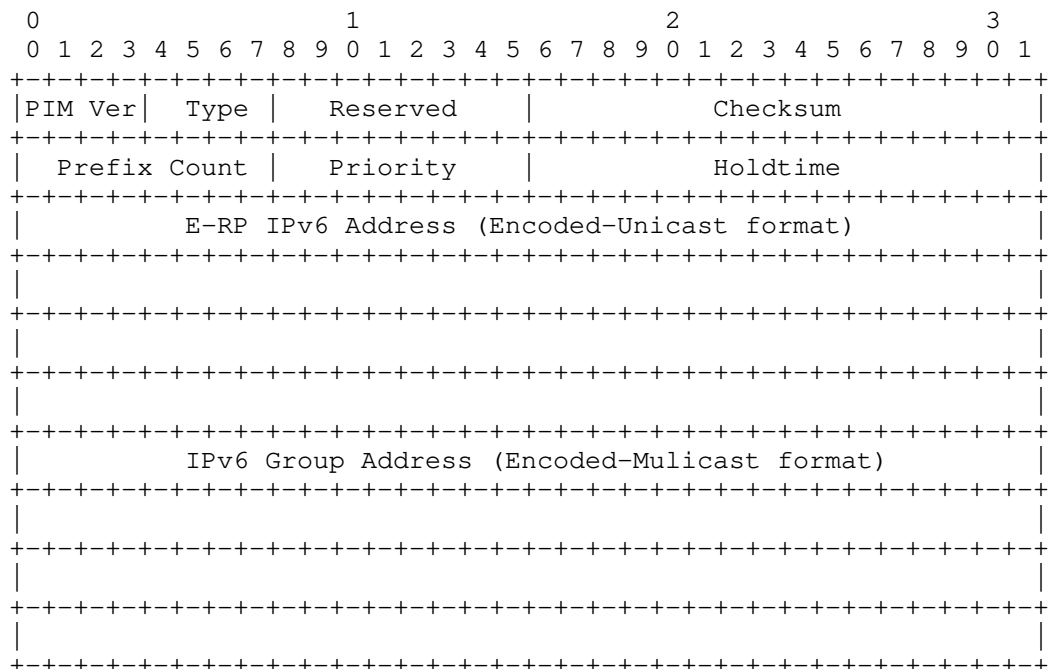 0                   1                   2                   3
 0 1 2 3 4 5 6 7 8 9 0 1 2 3 4 5 6 7 8 9 0 1 2 3 4 5 6 7 8 9 0 1
+-+-+-+-+-+-+-+-+-+-+-+-+-+-+-+-+-+-+-+-+-+-+-+-+-+-+-+-+-+-+-+-+
|PIM Ver|  Type |   Reserved    |           Checksum            |
+-+-+-+-+-+-+-+-+-+-+-+-+-+-+-+-+-+-+-+-+-+-+-+-+-+-+-+-+-+-+-+-+
|  Prefix Count |   Priority    |           Holdtime            |
+-+-+-+-+-+-+-+-+-+-+-+-+-+-+-+-+-+-+-+-+-+-+-+-+-+-+-+-+-+-+-+-+
|          E-RP IPv6 Address (Encoded-Unicast format)           |
+-+-+-+-+-+-+-+-+-+-+-+-+-+-+-+-+-+-+-+-+-+-+-+-+-+-+-+-+-+-+-+-+
|                                                               |
+-+-+-+-+-+-+-+-+-+-+-+-+-+-+-+-+-+-+-+-+-+-+-+-+-+-+-+-+-+-+-+-+
|                                                               |
+-+-+-+-+-+-+-+-+-+-+-+-+-+-+-+-+-+-+-+-+-+-+-+-+-+-+-+-+-+-+-+-+
|                                                               |
+-+-+-+-+-+-+-+-+-+-+-+-+-+-+-+-+-+-+-+-+-+-+-+-+-+-+-+-+-+-+-+-+
|          IPv6 Group Address (Encoded-Mulicast format)         |
+-+-+-+-+-+-+-+-+-+-+-+-+-+-+-+-+-+-+-+-+-+-+-+-+-+-+-+-+-+-+-+-+
|                                                               |
+-+-+-+-+-+-+-+-+-+-+-+-+-+-+-+-+-+-+-+-+-+-+-+-+-+-+-+-+-+-+-+-+
|                                                               |
+-+-+-+-+-+-+-+-+-+-+-+-+-+-+-+-+-+-+-+-+-+-+-+-+-+-+-+-+-+-+-+-+
|                                                               |
+-+-+-+-+-+-+-+-+-+-+-+-+-+-+-+-+-+-+-+-+-+-+-+-+-+-+-+-+-+-+-+-+